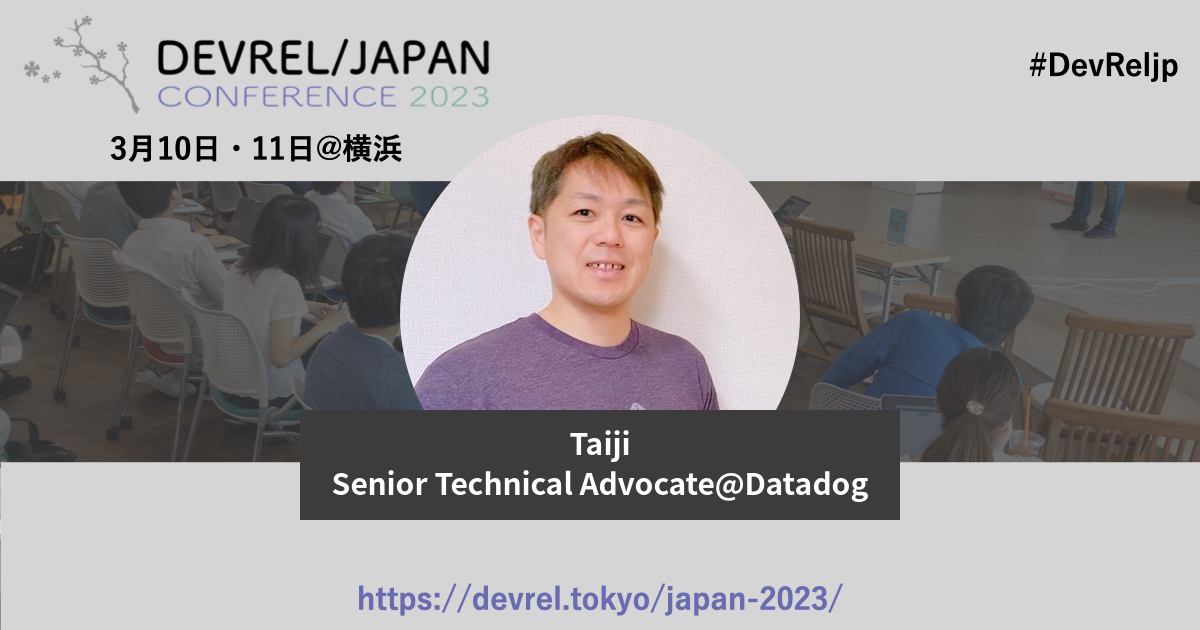 DEVREL/JAPAN
CONFERENCE 2023
#DevReljp
3月10日・11日@横浜
Taiji
Senior Technical Advocate@Datadog
https://devrel.tokyo/japan-2023/